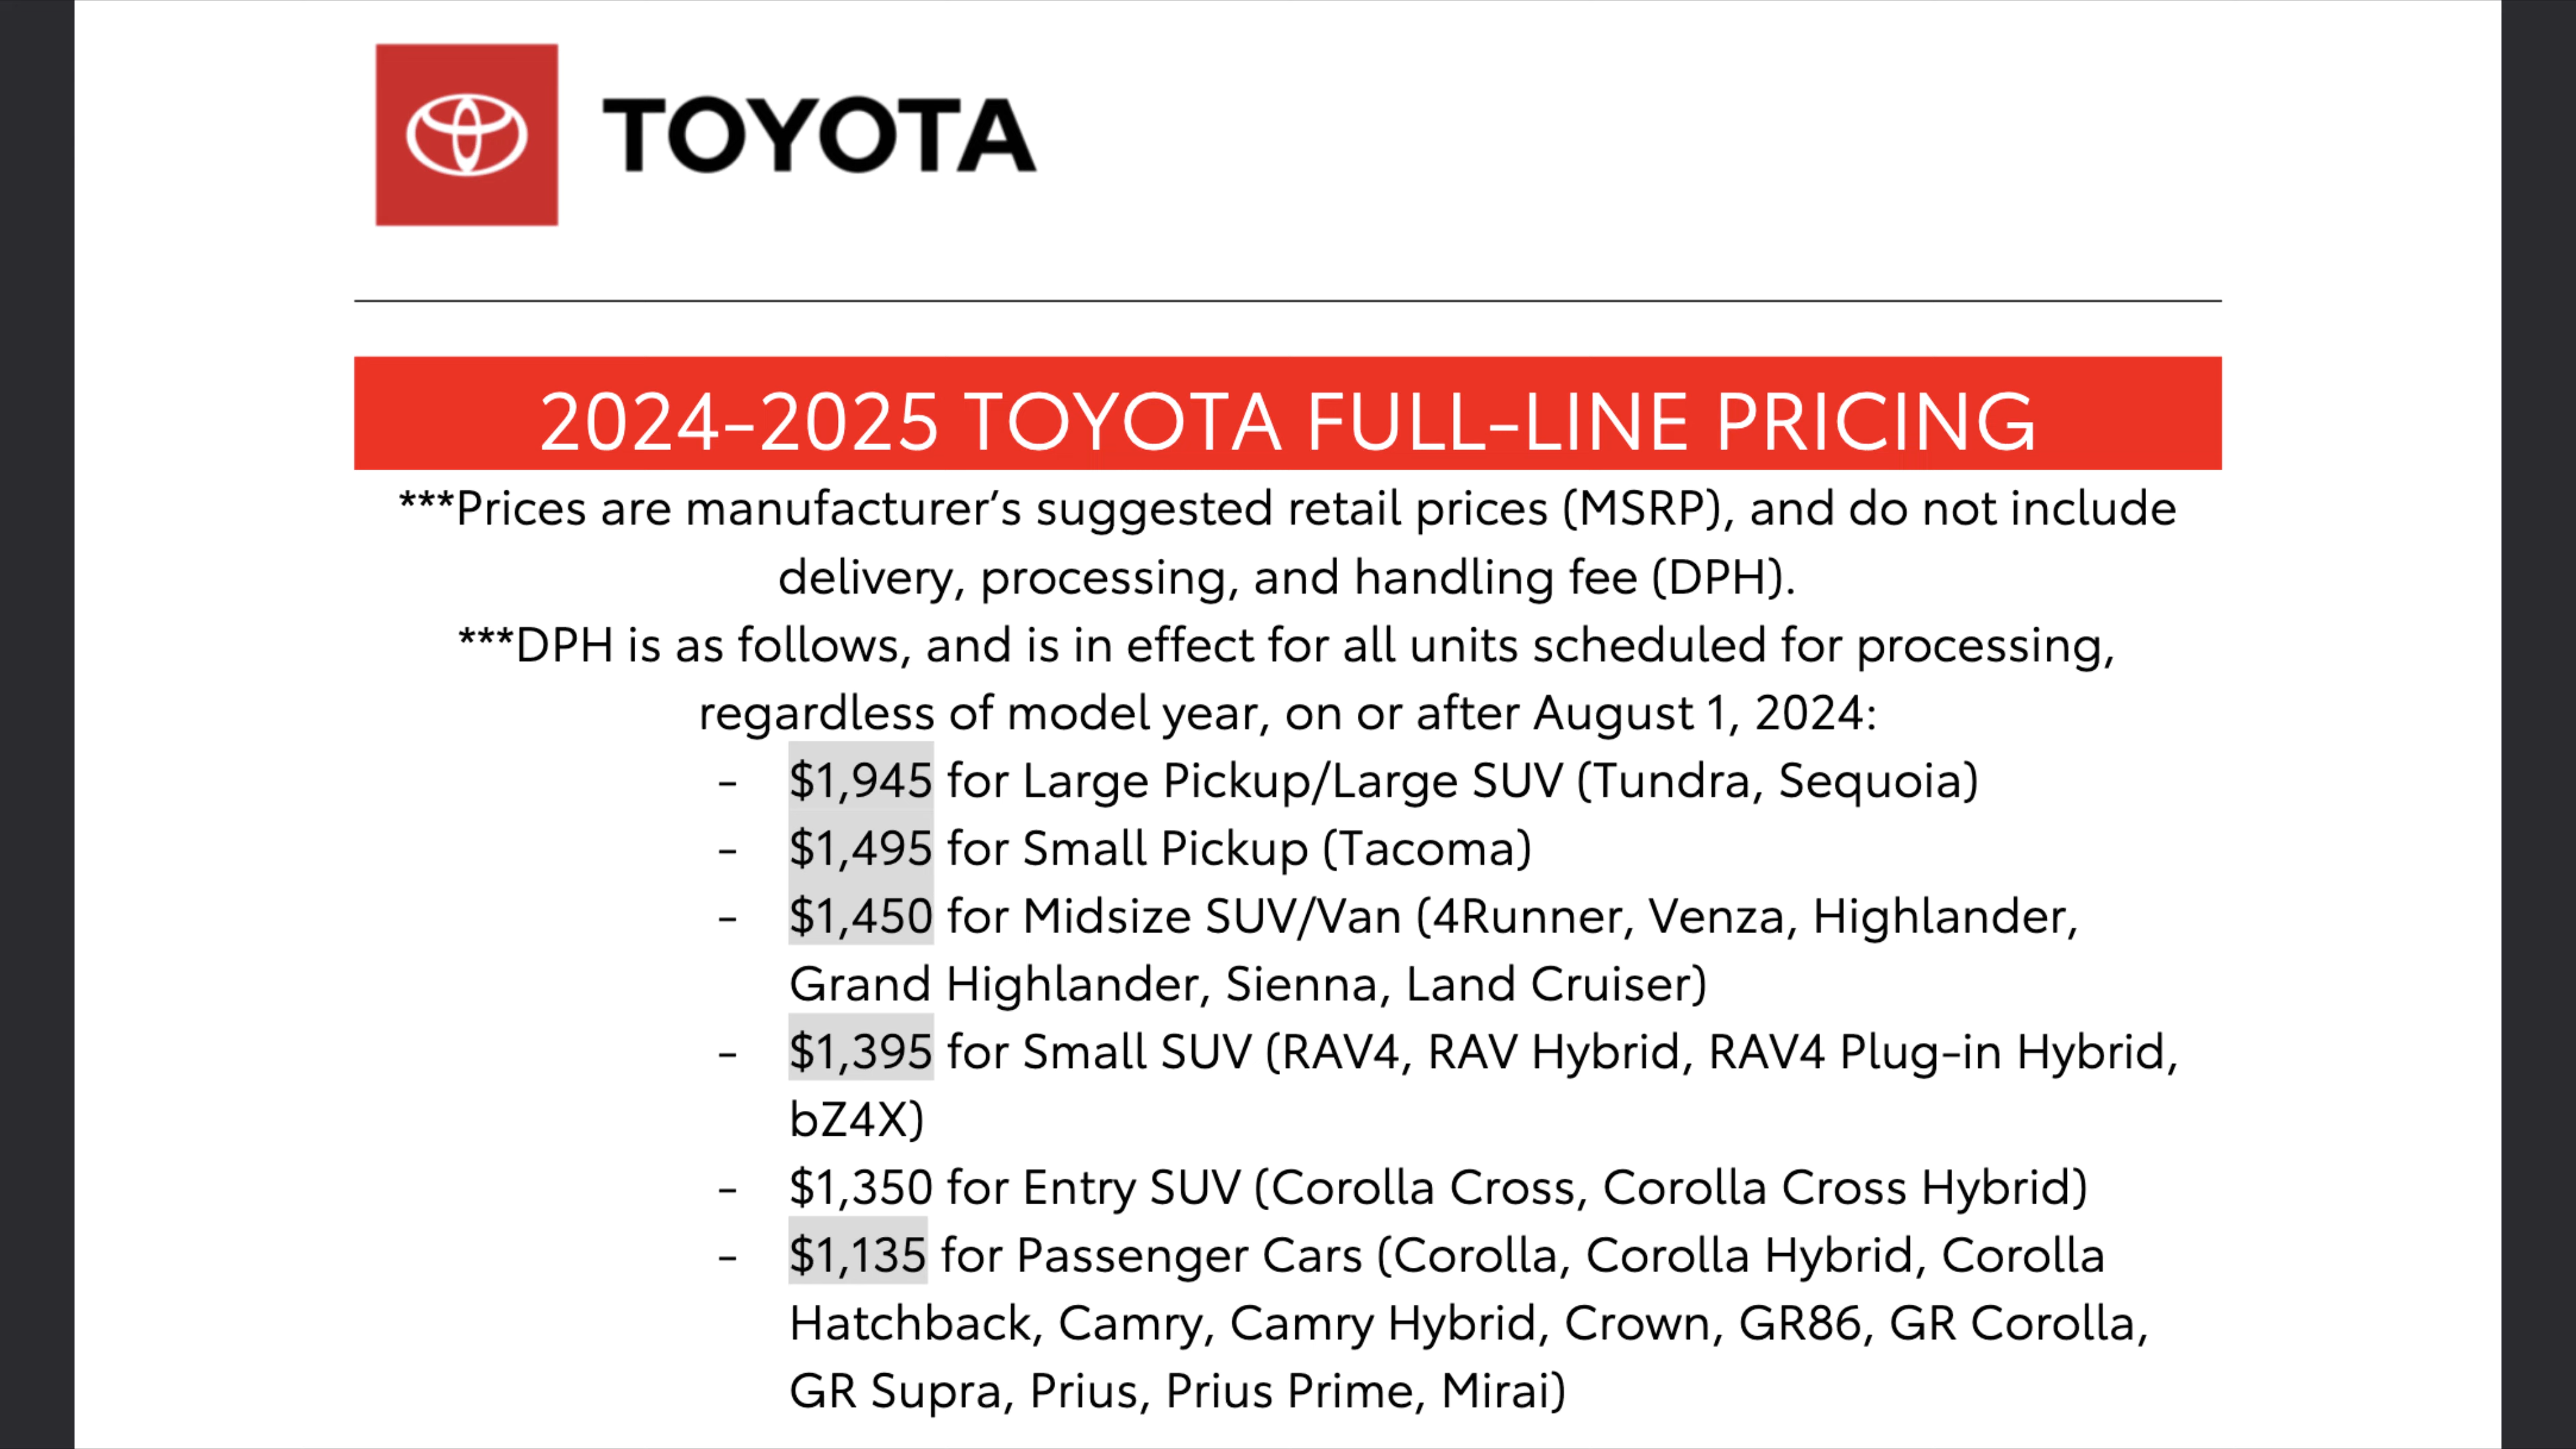 TOYOTA
2024-2025 TOYOTA FULL-LINE PRICING
***Prices are manufacturer’s suggested retail prices (MSRP), and do not include
delivery, processing, and handling fee (DPH).
***DPH is as follows, and is in effect for all units scheduled for processing,
regardless of model year, on or after August 1, 2024:
- $1,945 for Large Pickup/Large SUV (Tundra, Sequoia)
- $1,495 for Small Pickup (Tacoma)
- $1,450 for Midsize SUV/Van (4Runner, Venza, Highlander,
Grand Highlander, Sienna, Land Cruiser)
- $1,395 for Small SUV (RAV4, RAV Hybrid, RAV4 Plug-in Hybrid,
bZ4X)
- $1,350 for Entry SUV (Corolla Cross, Corolla Cross Hybrid)
- $1,135 for Passenger Cars (Corolla, Corolla Hybrid, Corolla
Hatchback, Camry, Camry Hybrid, Crown, GR86, GR Corolla,
GR Supra, Prius, Prius Prime, Mirai)